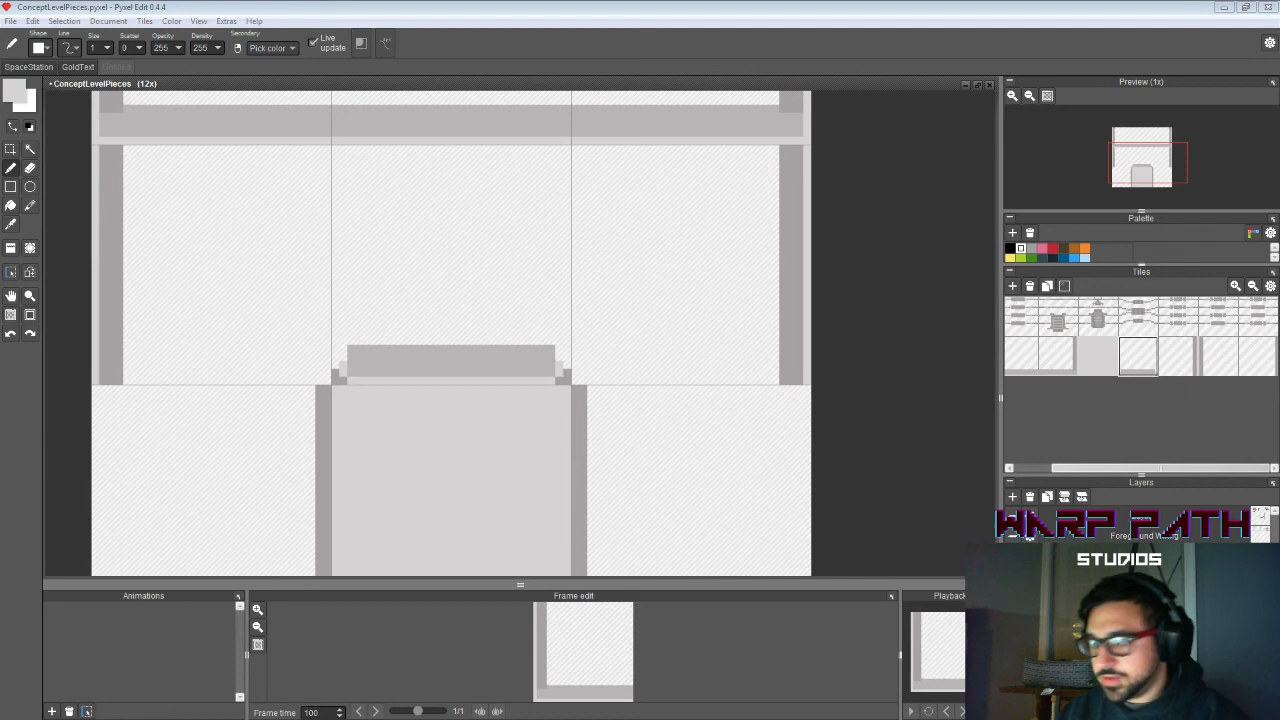 ConceptLevelPieces.pyxel - Pyxel Edit 0.4.4
File Edit Selection Document Tiles Color View Extras Help
Shape Line Size Scatter Opacity Density Secondary
1 0 255 255 Pick color Live update
SpaceStation GoldText Untitled
• ConceptLevelPieces (12x)
Preview (1x)
Palette
Tiles
Layers
WARP PATH
STUDIOS
Animations
Frame edit
Frame time 100
1/1